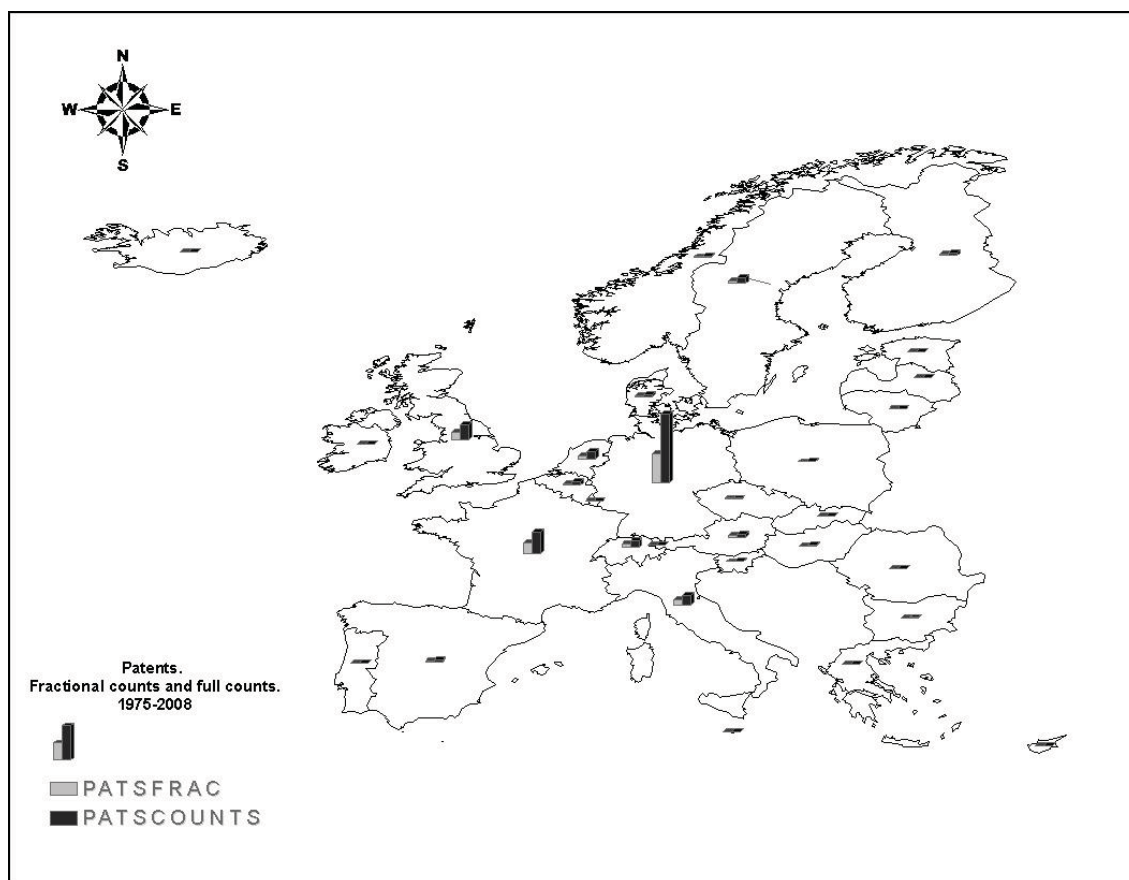 N
W E
S
Patents.
Fractional counts and full counts.
1975-2008
PATSFRAC
PATSCOUNTS